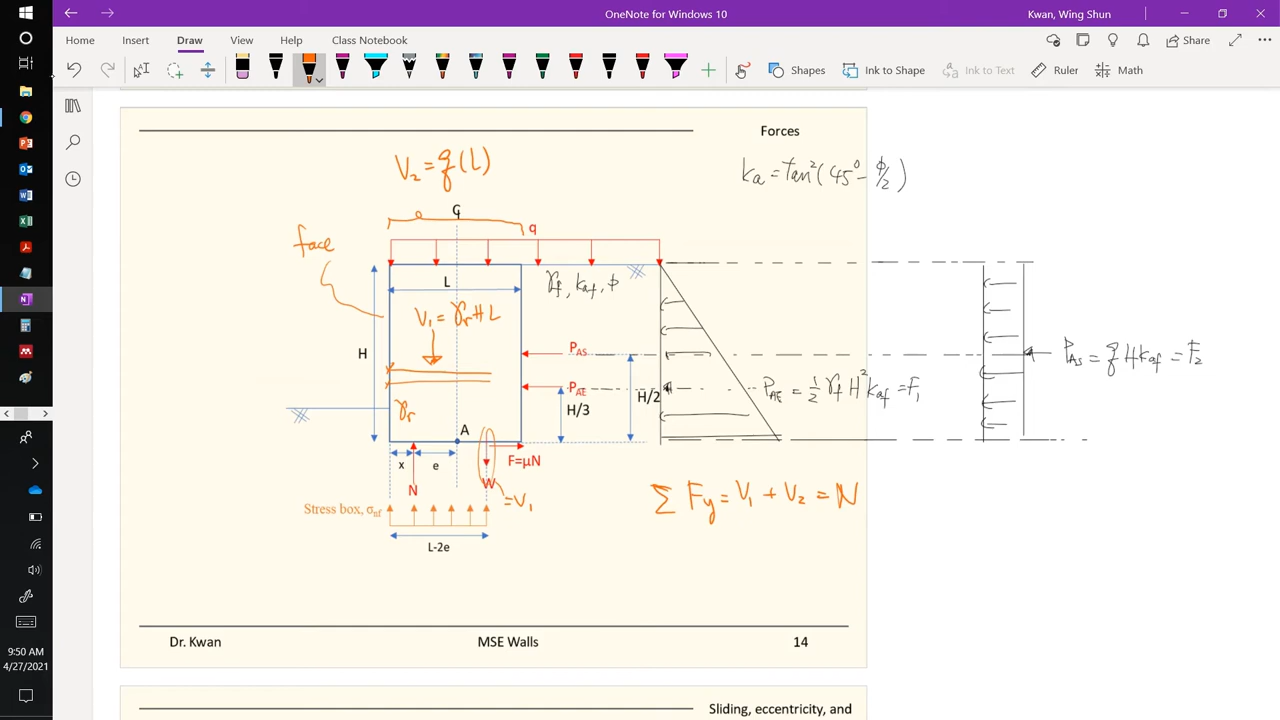 OneNote for Windows 10
Kwan, Wing Shun
Home
Insert
Draw
View
Help
Class Notebook
Share
Shapes
Ink to Shape
Ink to Text
Ruler
Math
Forces
V₂ = q(L)
ka = tan²(45° - ϕ/2)
q
face
L
γf, kaf, ϕ
V₁ = γr H L
H
PAS
PAS = q H kaf = F₂
PAE
PAE = 1/2 γf H² kaf = F₁
H/3
H/2
γr
A
x
e
F=μN
N
W
= V₁
Σ Fy = V₁ + V₂ = N
Stress box, σnf
L-2e
Dr. Kwan
MSE Walls
14
9:50 AM
4/27/2021
Sliding, eccentricity, and